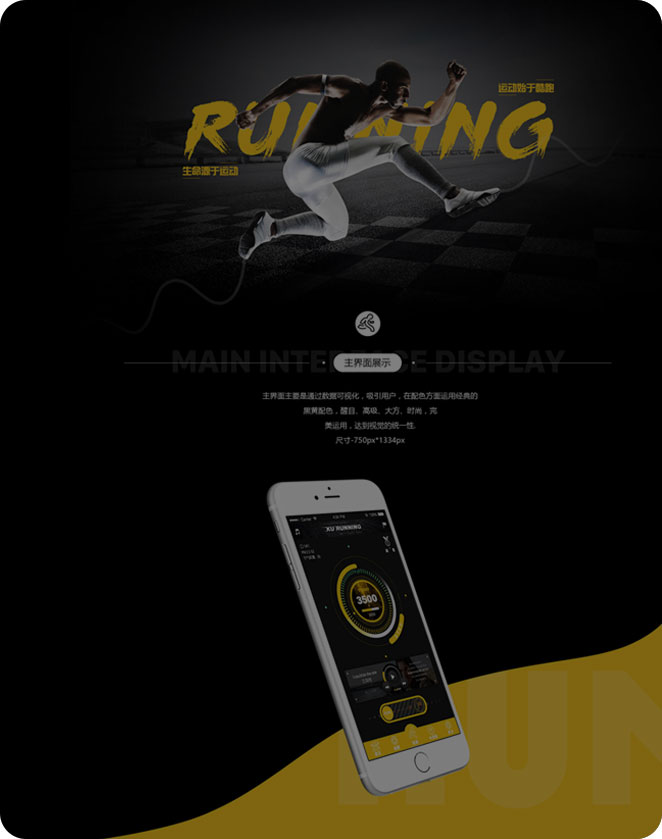 运动始于酷跑
RUNNING
生命源于运动
MAIN INTERFACE DISPLAY
主界面展示
主界面主要是通过数据可视化，吸引用户，在配色方面运用经典的
黑黄配色，醒目、高级、大方、时尚，完
美运用，达到视觉的统一性.
尺寸-750px*1334px
XU RUNNING
3500
RUN